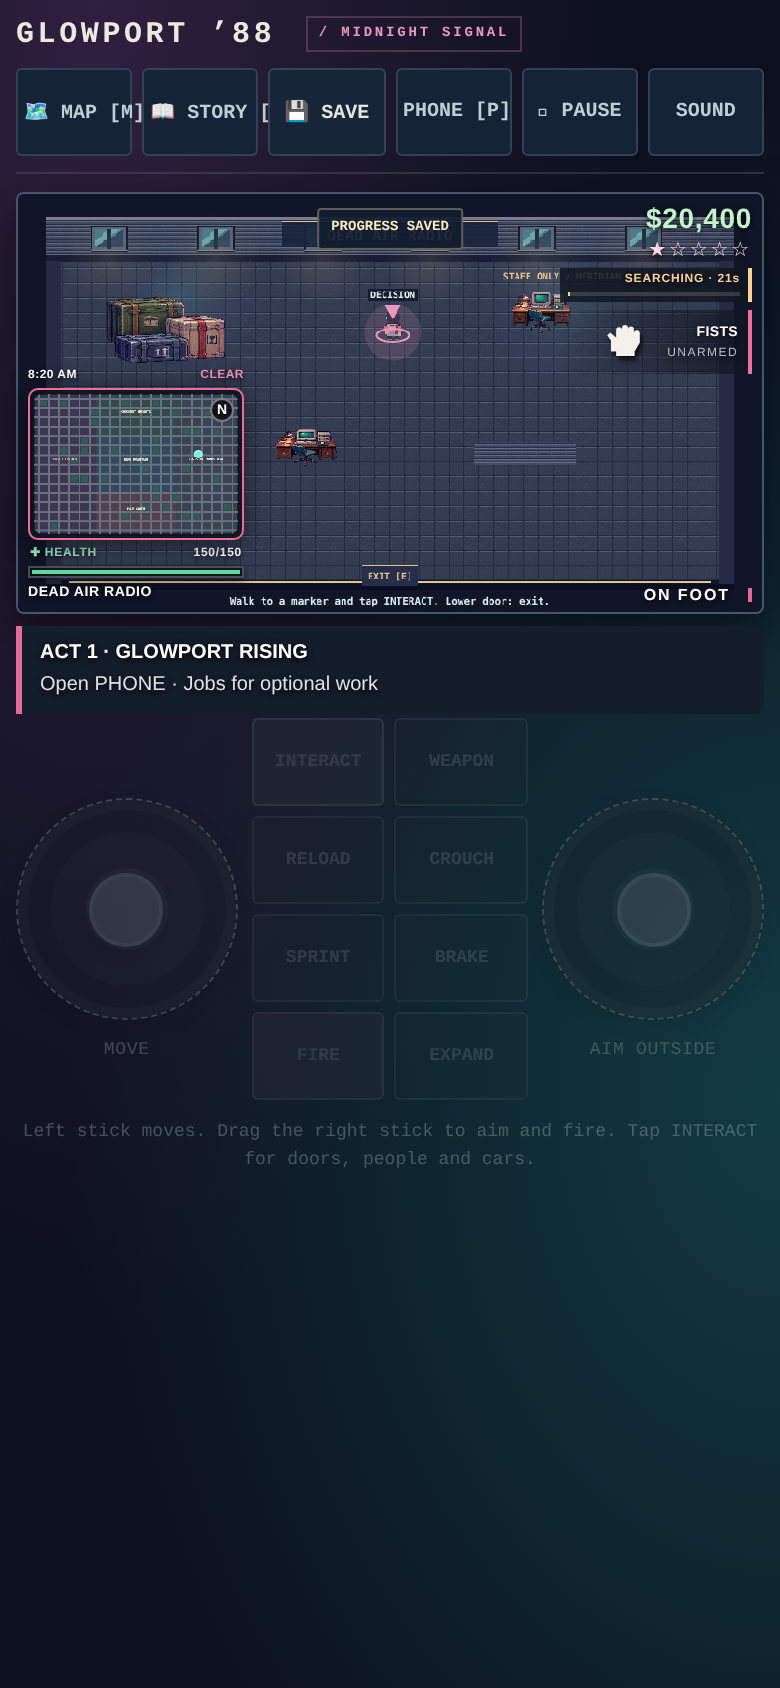 GLOWPORT ’88
/ MIDNIGHT SIGNAL
🗺️ MAP [M]
📖 STORY [
💾 SAVE
PHONE [P]
PAUSE
SOUND
PROGRESS SAVED
$20,400
★☆☆☆☆
STAFF ONLY / MERIDIAN
SEARCHING · 21s
DECISION
FISTS
UNARMED
8:20 AM
CLEAR
N
✚ HEALTH
150/150
EXIT [E]
DEAD AIR RADIO
Walk to a marker and tap INTERACT. Lower door: exit.
ON FOOT
ACT 1 · GLOWPORT RISING
Open PHONE · Jobs for optional work
INTERACT
WEAPON
RELOAD
CROUCH
SPRINT
BRAKE
FIRE
EXPAND
MOVE
AIM OUTSIDE
Left stick moves. Drag the right stick to aim and fire. Tap INTERACT
for doors, people and cars.